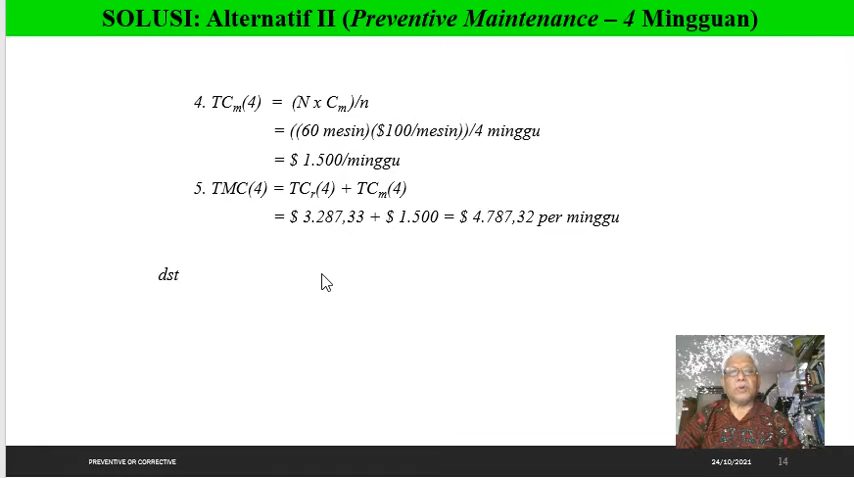 SOLUSI: Alternatif II (Preventive Maintenance – 4 Mingguan)
4. TCm(4) = (N x Cm)/n
= ((60 mesin)($100/mesin))/4 minggu
= $ 1.500/minggu
5. TMC(4) = TCr(4) + TCm(4)
= $ 3.287,33 + $ 1.500 = $ 4.787,32 per minggu
dst
PREVENTIVE OR CORRECTIVE
24/10/2021
14